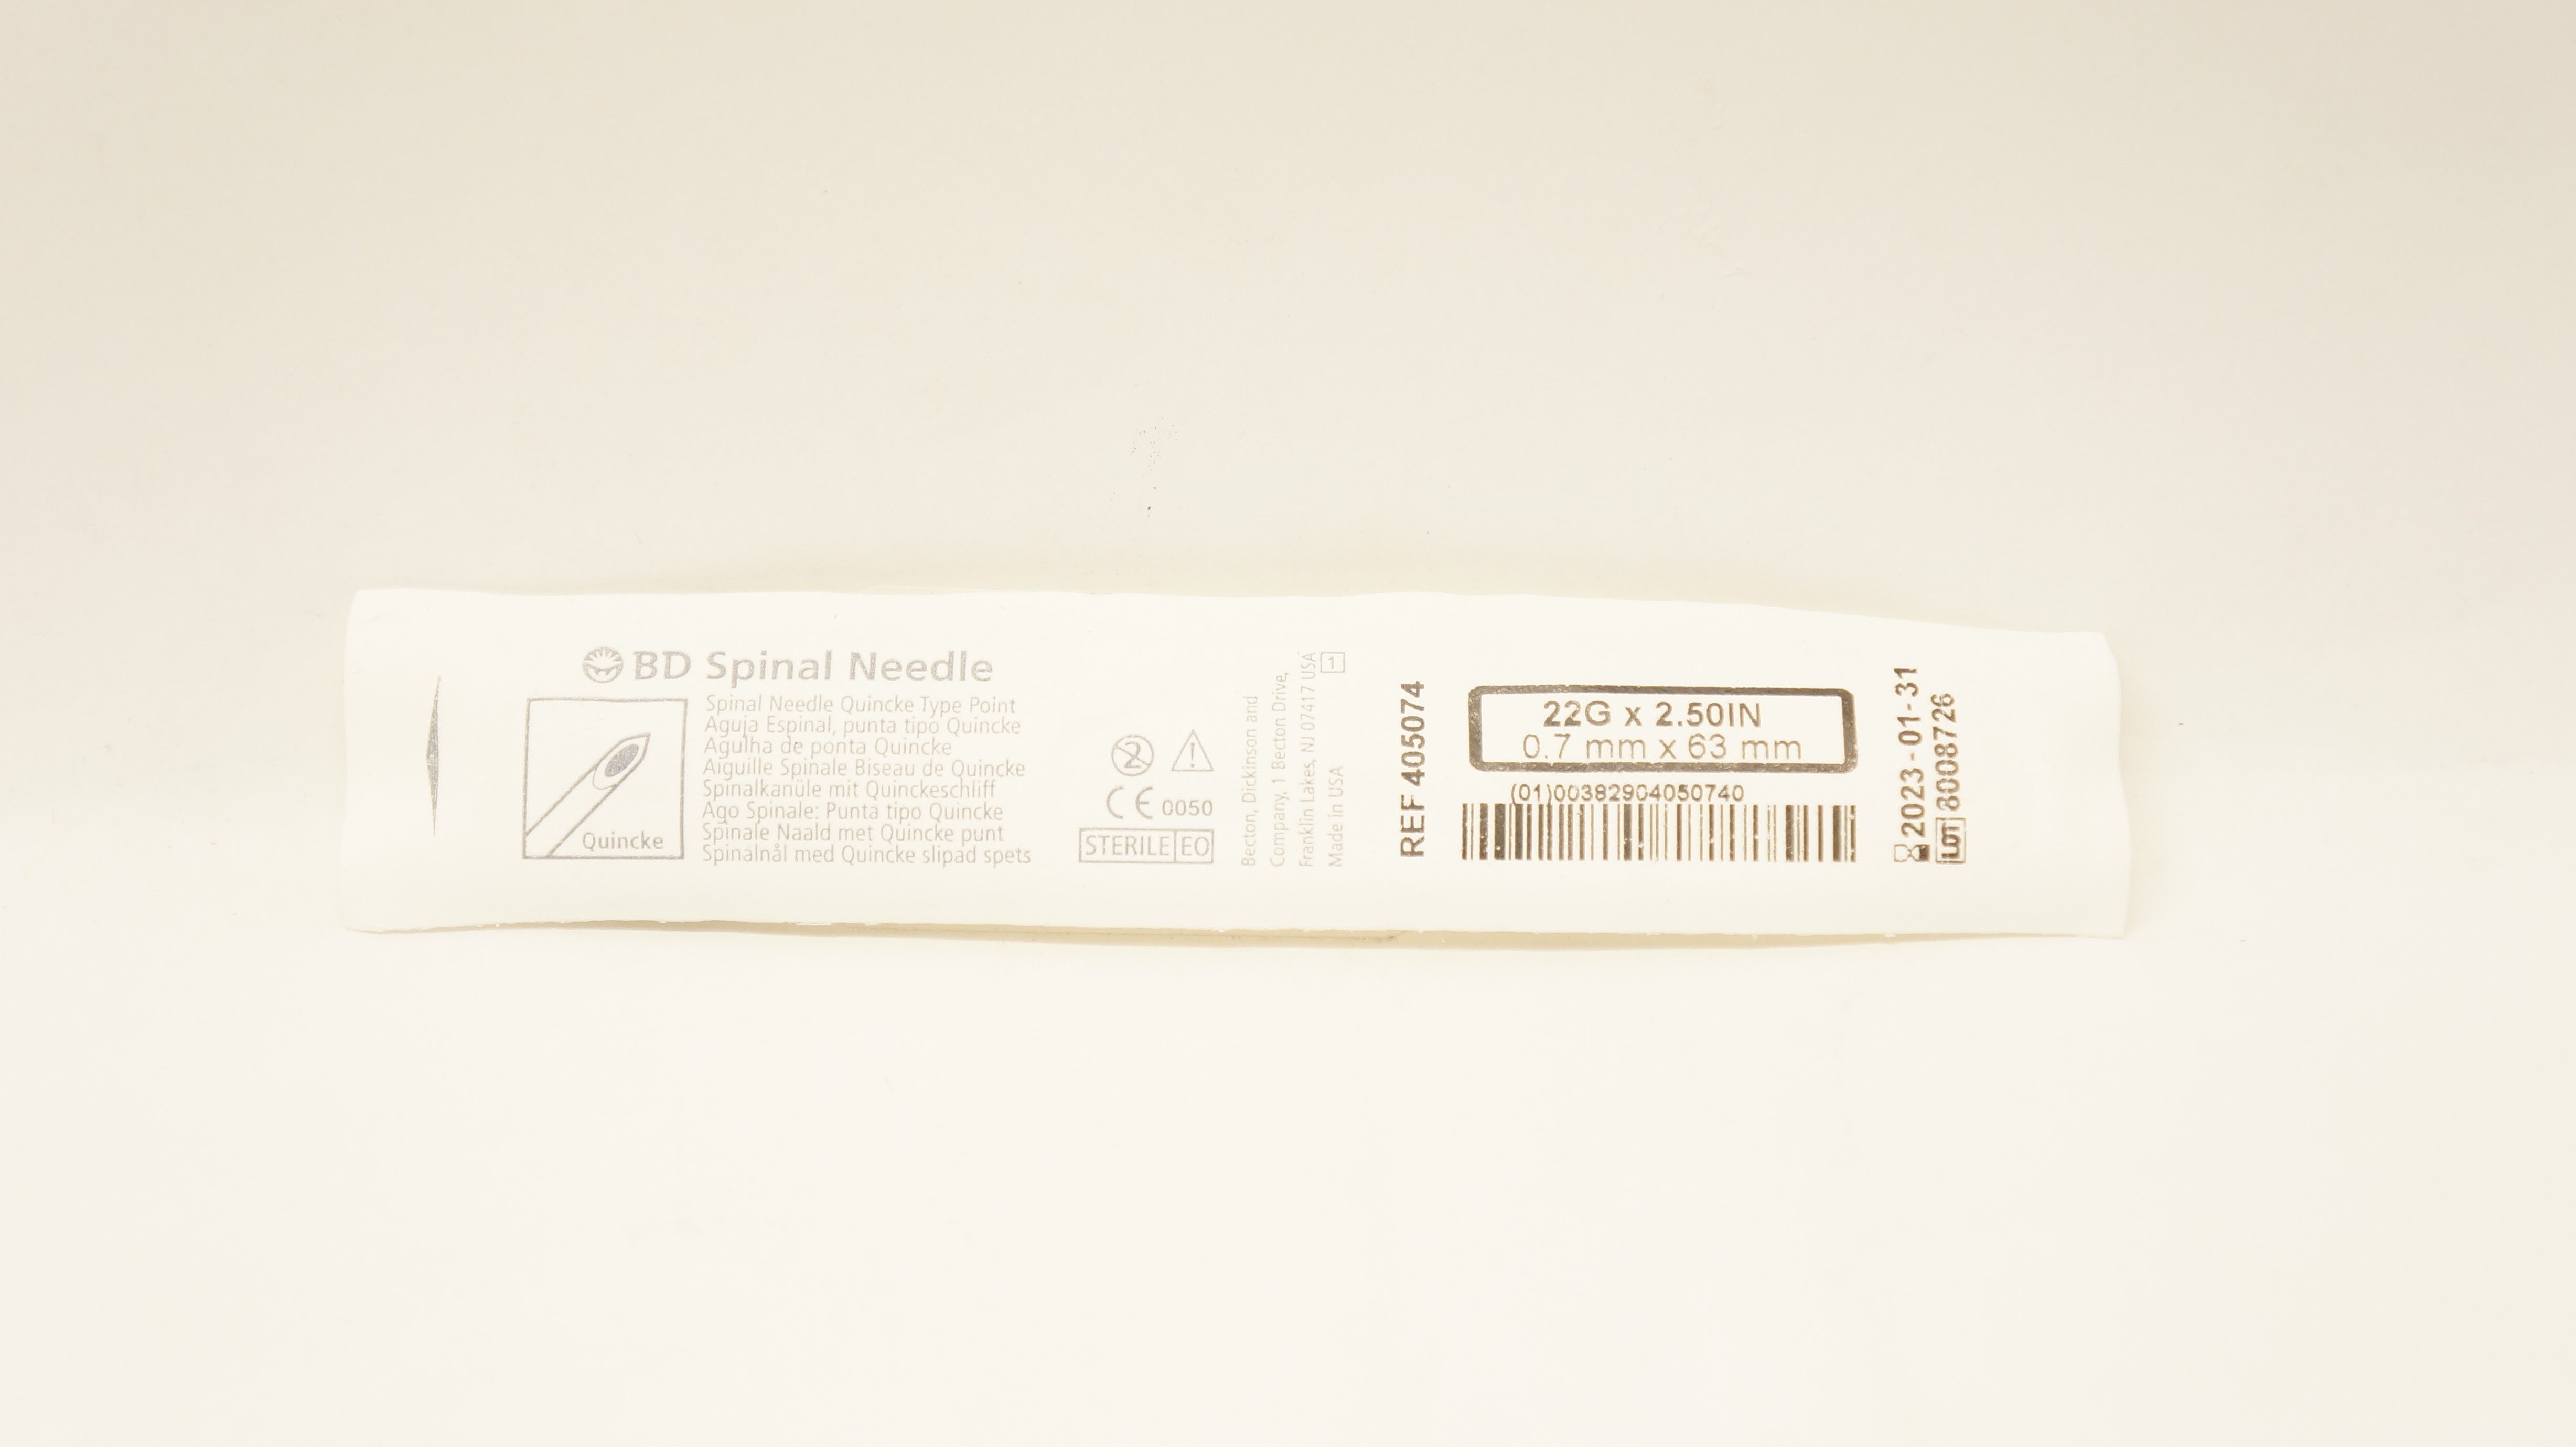 BD Spinal Needle
Quincke
Spinal Needle Quincke Type Point
Aguja Espinal, punta tipo Quincke
Agulha de ponta Quincke
Aiguille Spinale Biseau de Quincke
Spinalkanüle mit Quinckeschliff
Ago Spinale: Punta tipo Quincke
Spinale Naald met Quincke punt
Spinalnål med Quincke slipad spets
2
CE 0050
STERILE EO
Becton, Dickinson and
Company, 1 Becton Drive,
Franklin Lakes, NJ 07417 USA
Made in USA 1
REF 405074
22G x 2.50IN
0.7 mm x 63 mm
(01)00382904050740
2023-01-31
LOT 8008726